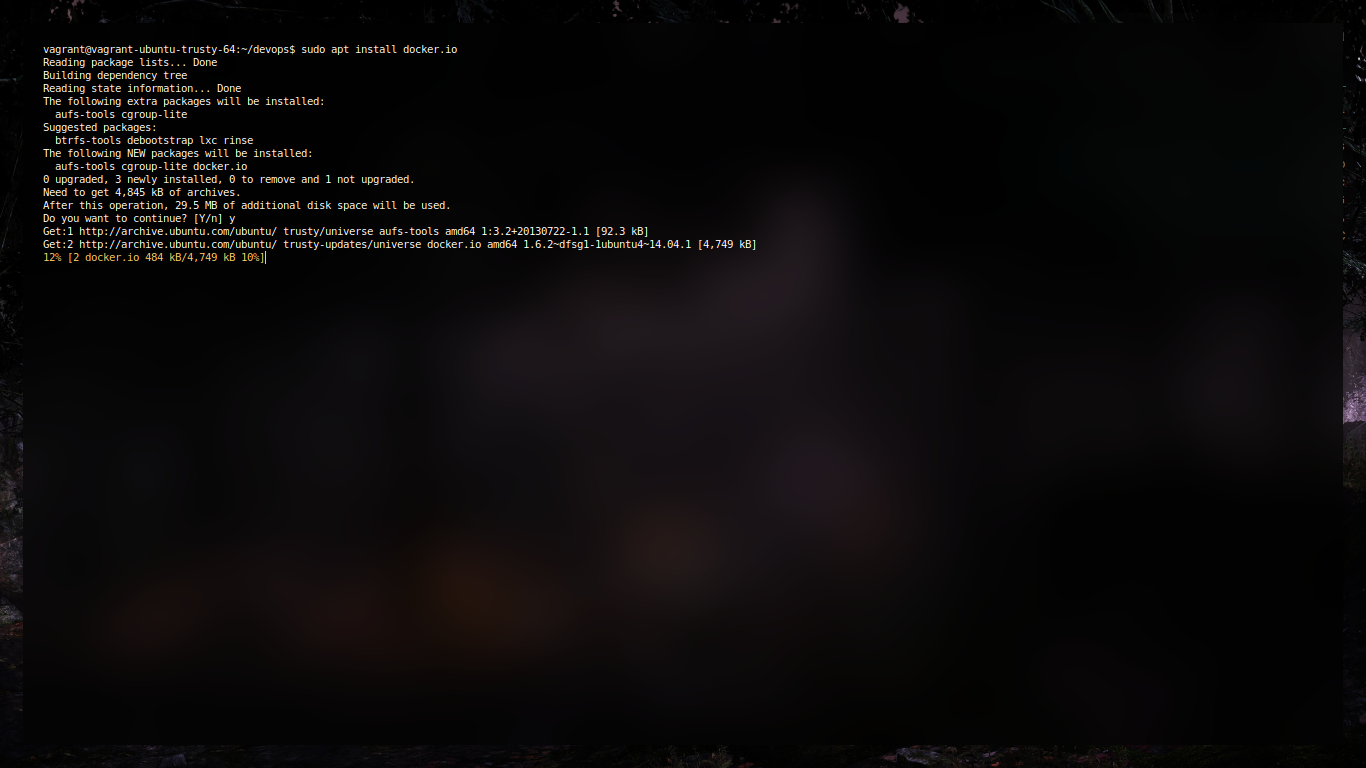 vagrant@vagrant-ubuntu-trusty-64:~/devops$ sudo apt install docker.io
Reading package lists... Done
Building dependency tree
Reading state information... Done
The following extra packages will be installed:
  aufs-tools cgroup-lite
Suggested packages:
  btrfs-tools debootstrap lxc rinse
The following NEW packages will be installed:
  aufs-tools cgroup-lite docker.io
0 upgraded, 3 newly installed, 0 to remove and 1 not upgraded.
Need to get 4,845 kB of archives.
After this operation, 29.5 MB of additional disk space will be used.
Do you want to continue? [Y/n] y
Get:1 http://archive.ubuntu.com/ubuntu/ trusty/universe aufs-tools amd64 1:3.2+20130722-1.1 [92.3 kB]
Get:2 http://archive.ubuntu.com/ubuntu/ trusty-updates/universe docker.io amd64 1.6.2~dfsg1-1ubuntu4~14.04.1 [4,749 kB]
12% [2 docker.io 484 kB/4,749 kB 10%]